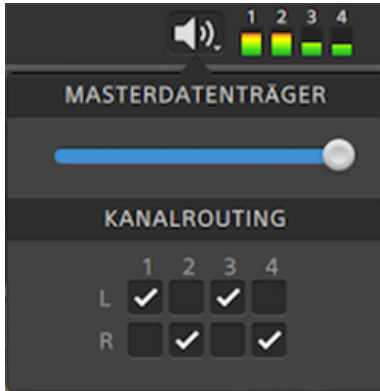 1 2 3 4
MASTERDATENTRÄGER
KANALROUTING
1 2 3 4
L
R